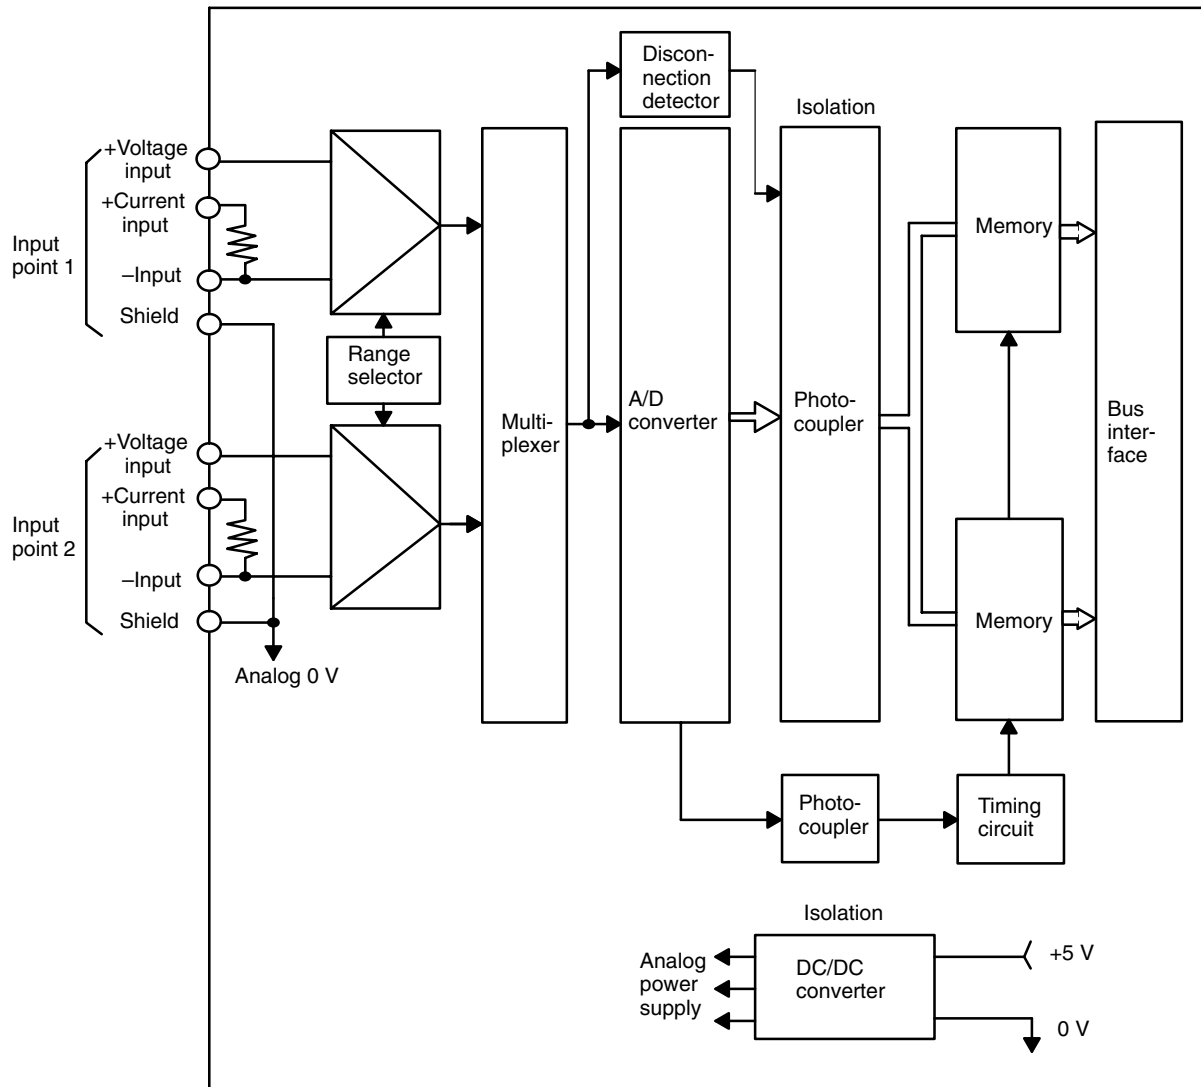 Discon-
nection
detector
Isolation
+Voltage
input
+Current
input
Input
point 1
–Input
Shield
Memory
Range
selector
Multi-
plexer
A/D
converter
Photo-
coupler
Bus
inter-
face
+Voltage
input
+Current
input
Input
point 2
–Input
Shield
Analog 0 V
Memory
Photo-
coupler
Timing
circuit
Isolation
Analog
power
supply
DC/DC
converter
+5 V
0 V